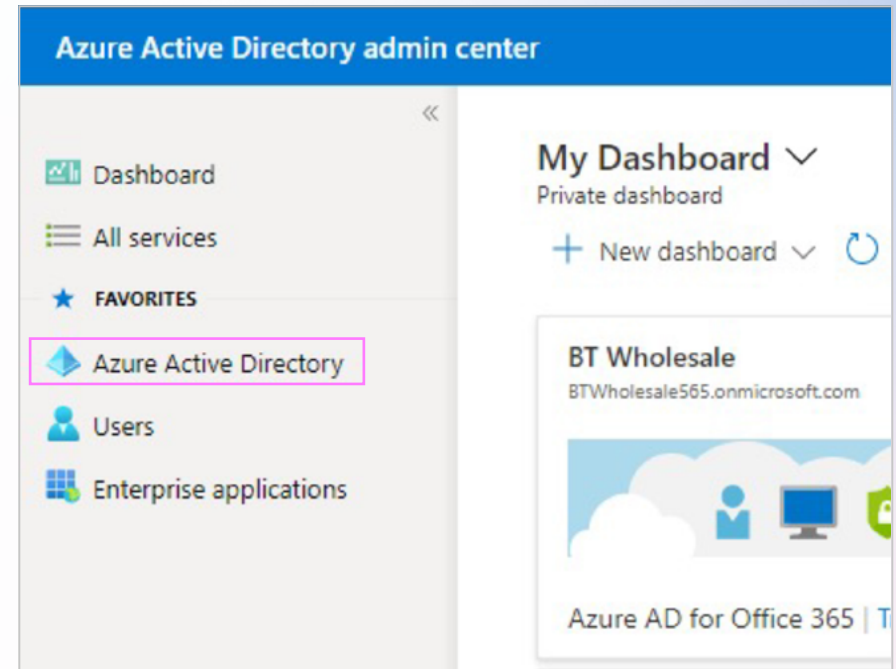 Azure Active Directory admin center
«
Dashboard
All services
FAVORITES
Azure Active Directory
Users
Enterprise applications
My Dashboard
Private dashboard
New dashboard
BT Wholesale
BTWholesale565.onmicrosoft.com
Azure AD for Office 365 |